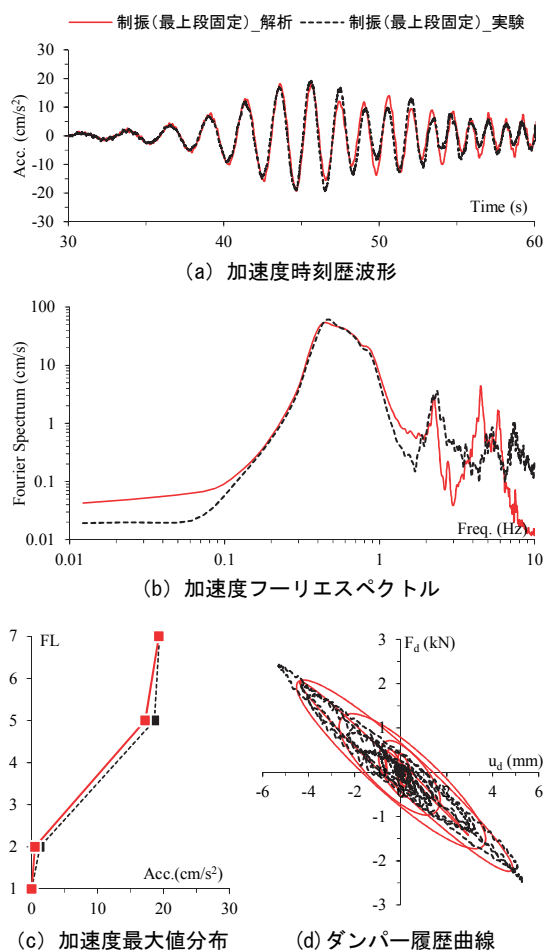 制振(最上段固定)_解析 制振(最上段固定)_実験
30
20
10
0
-10
-20
-30
Acc. (cm/s²)
Time (s)
30 40 50 60
(a) 加速度時刻歴波形
100
10
1
0.1
0.01
Fourier Spectrum (cm/s)
Freq. (Hz)
0.01 0.1 1 10
(b) 加速度フーリエスペクトル
7
6
5
4
3
2
1
FL
Acc.(cm/s²)
0 10 20 30
(c) 加速度最大値分布
3
2
1
0
-1
-2
-3
F_d (kN)
u_d (mm)
-6 -4 -2 0 2 4 6
(d) ダンパー履歴曲線